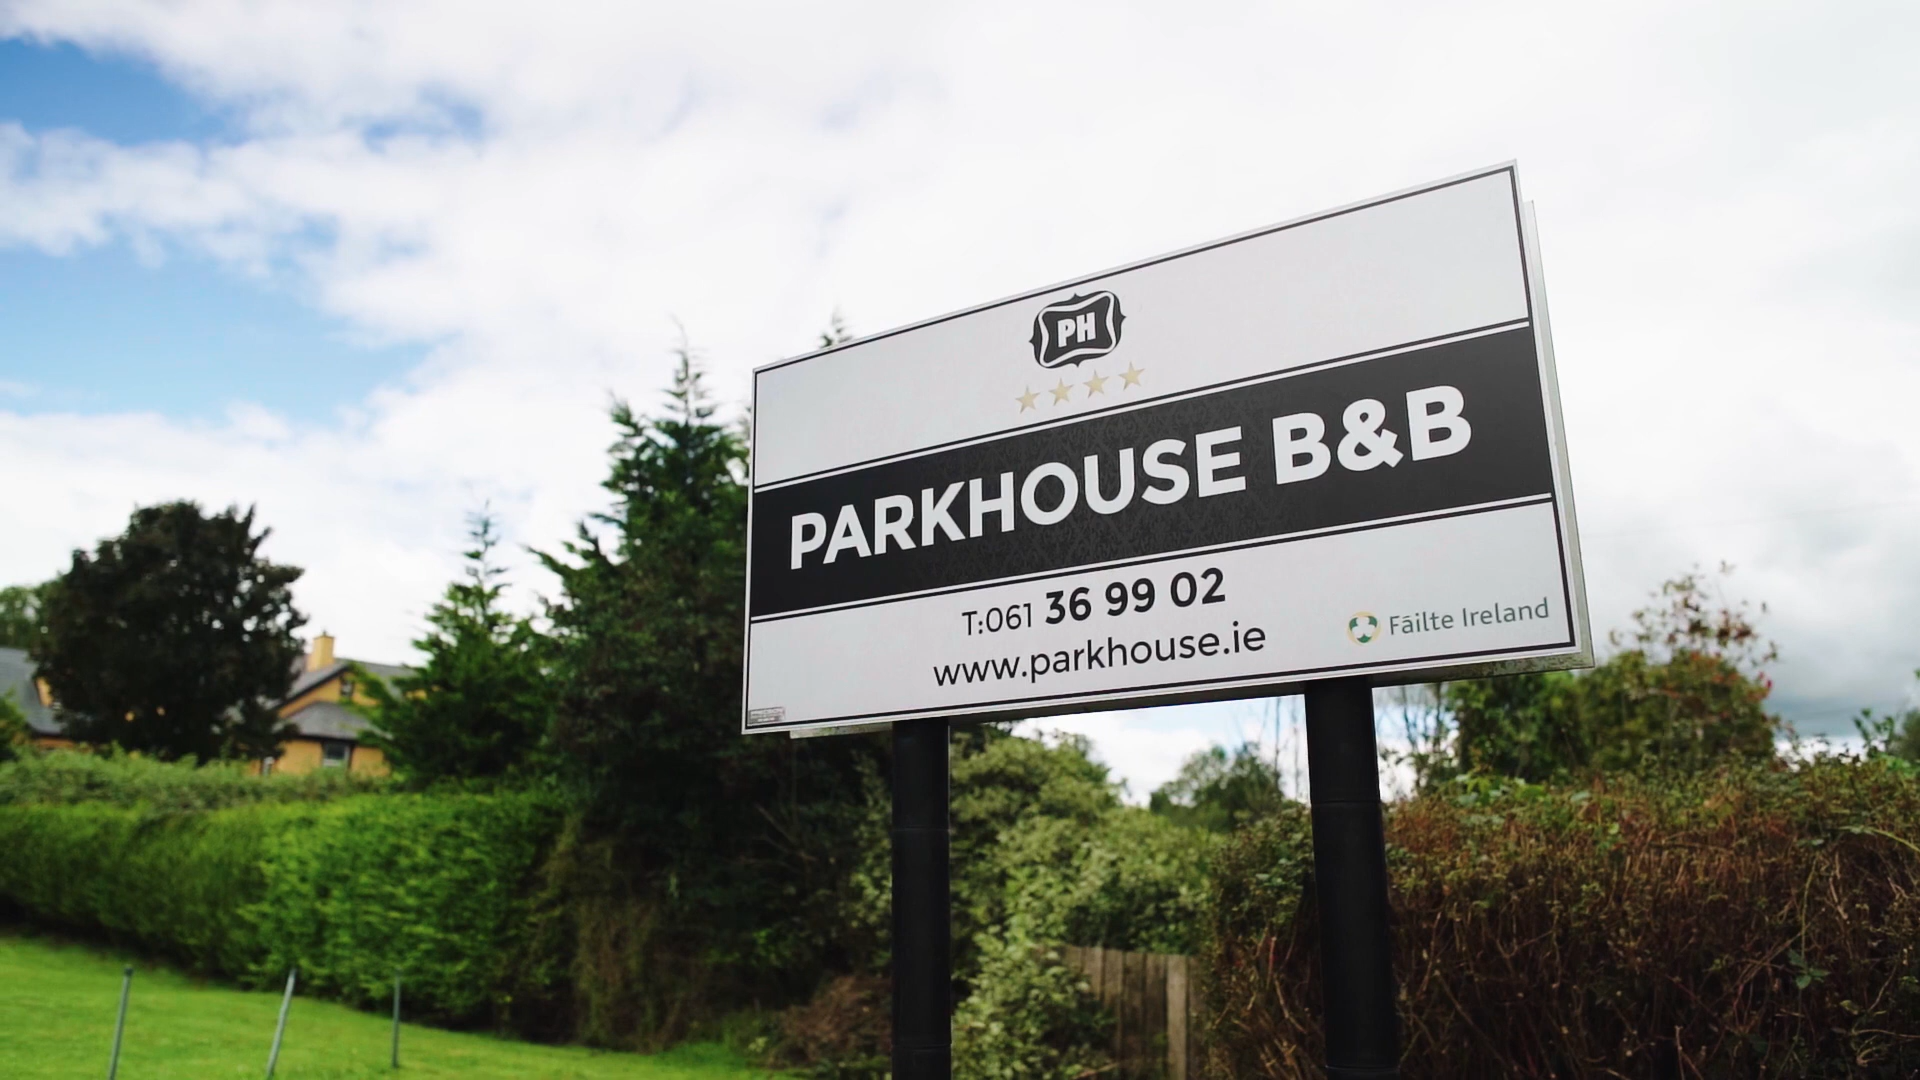 PH
PARKHOUSE B&B
T:061 36 99 02
www.parkhouse.ie
Fáilte Ireland